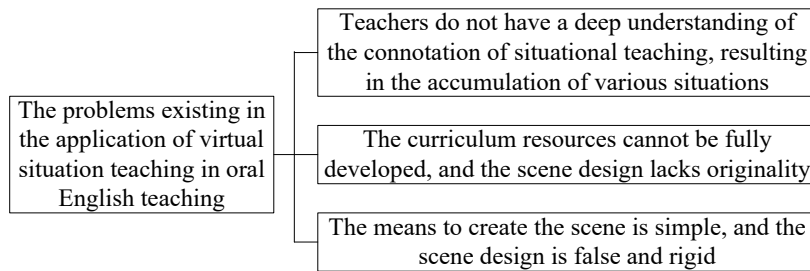 The problems existing in
the application of virtual
situation teaching in oral
English teaching
Teachers do not have a deep understanding of
the connotation of situational teaching, resulting
in the accumulation of various situations
The curriculum resources cannot be fully
developed, and the scene design lacks originality
The means to create the scene is simple, and the
scene design is false and rigid